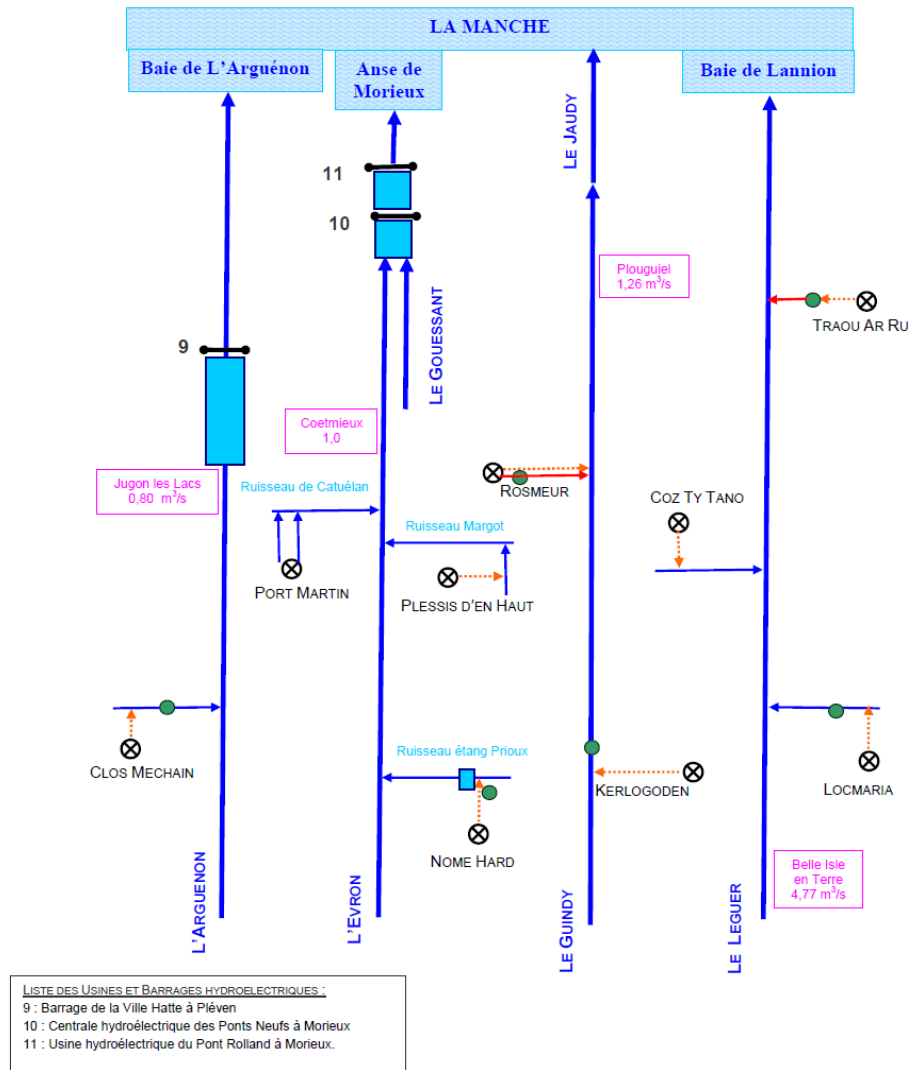 LA MANCHE
Baie de L'Arguénon
Anse de
Morieux
Baie de Lannion
LE JAUDY
11
10
Plouguiel
1,26 m³/s
TRAOU AR RU
9
LE GOUESSANT
Coetmieux
1,0
Jugon les Lacs
0,80 m³/s
Ruisseau de Catuélan
ROSMEUR
COZ TY TANO
Ruisseau Margot
PORT MARTIN
PLESSIS D'EN HAUT
CLOS MECHAIN
Ruisseau étang Prioux
KERLOGODEN
LOCMARIA
NOME HARD
Belle Isle
en Terre
4,77 m³/s
L'ARGUENON
L'EVRON
LE GUINDY
LE LEGUER
LISTE DES USINES ET BARRAGES HYDROELECTRIQUES :
9 : Barrage de la Ville Hatte à Pléven
10 : Centrale hydroélectrique des Ponts Neufs à Morieux
11 : Usine hydroélectrique du Pont Rolland à Morieux.